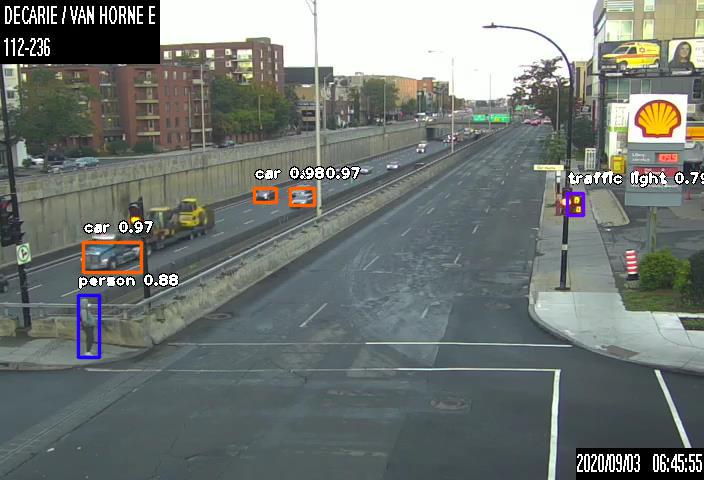 DECARIE / VAN HORNE E
112-236
car 0.980.97
traffic light 0.79
car 0.97
person 0.88
2020/09/03 06:45:55